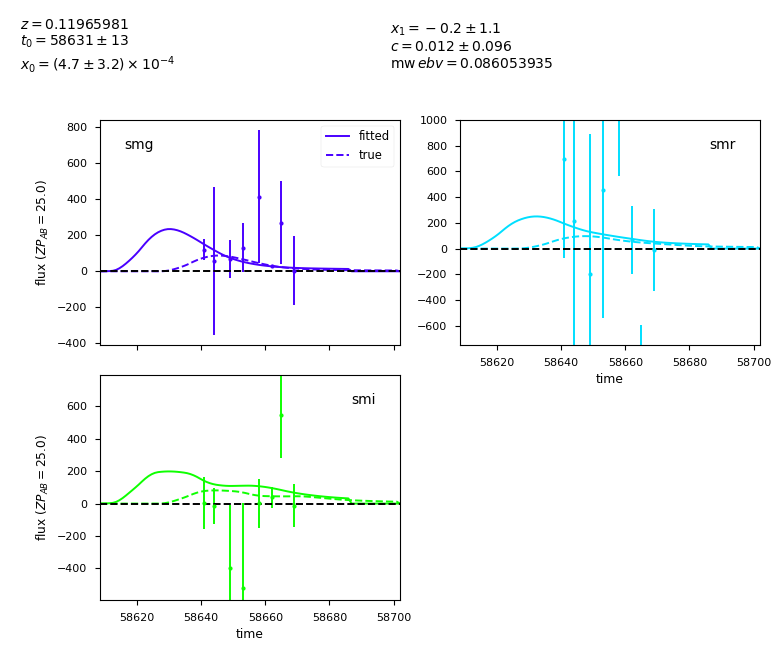 z = 0.11965981
t₀ = 58631 ± 13
x₀ = (4.7 ± 3.2) × 10⁻⁴
x₁ = −0.2 ± 1.1
c = 0.012 ± 0.096
mw ebv = 0.086053935
smg
fitted
true
800
600
400
200
0
−200
−400
flux (ZP_AB = 25.0)
smr
1000
800
600
400
200
0
−200
−400
−600
58620 58640 58660 58680 58700
time
smi
600
400
200
0
−200
−400
flux (ZP_AB = 25.0)
58620 58640 58660 58680 58700
time